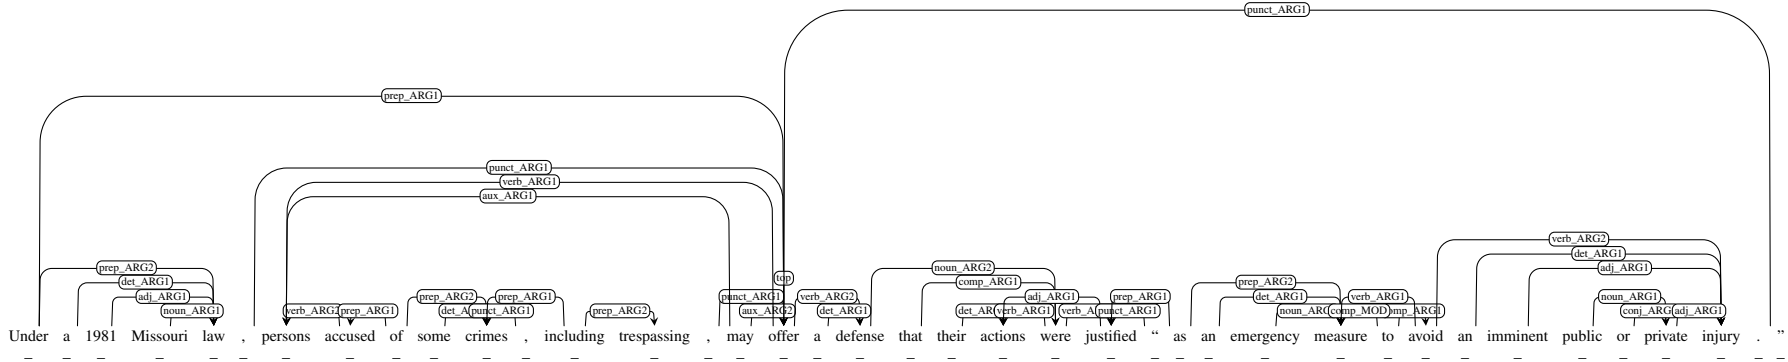 punct_ARG1
prep_ARG1
punct_ARG1
verb_ARG1
aux_ARG1
verb_ARG2
det_ARG1
prep_ARG2 noun_ARG2 adj_ARG1
top
det_ARG1 comp_ARG1 prep_ARG2
adj_ARG1 prep_ARG2 prep_ARG1 punct_ARG1 verb_ARG2 adj_ARG1 prep_ARG1 det_ARG1 verb_ARG1 noun_ARG1
noun_ARG1 prep_ARG1 punct_ARG1 prep_ARG2 det_ARG1 punct_ARG1 comp_MOD adj_ARG1
Under a 1981 Missouri law , persons accused of some crimes , including trespassing , may offer a defense that their actions were justified “ as an emergency measure to avoid an imminent public or private injury . ”